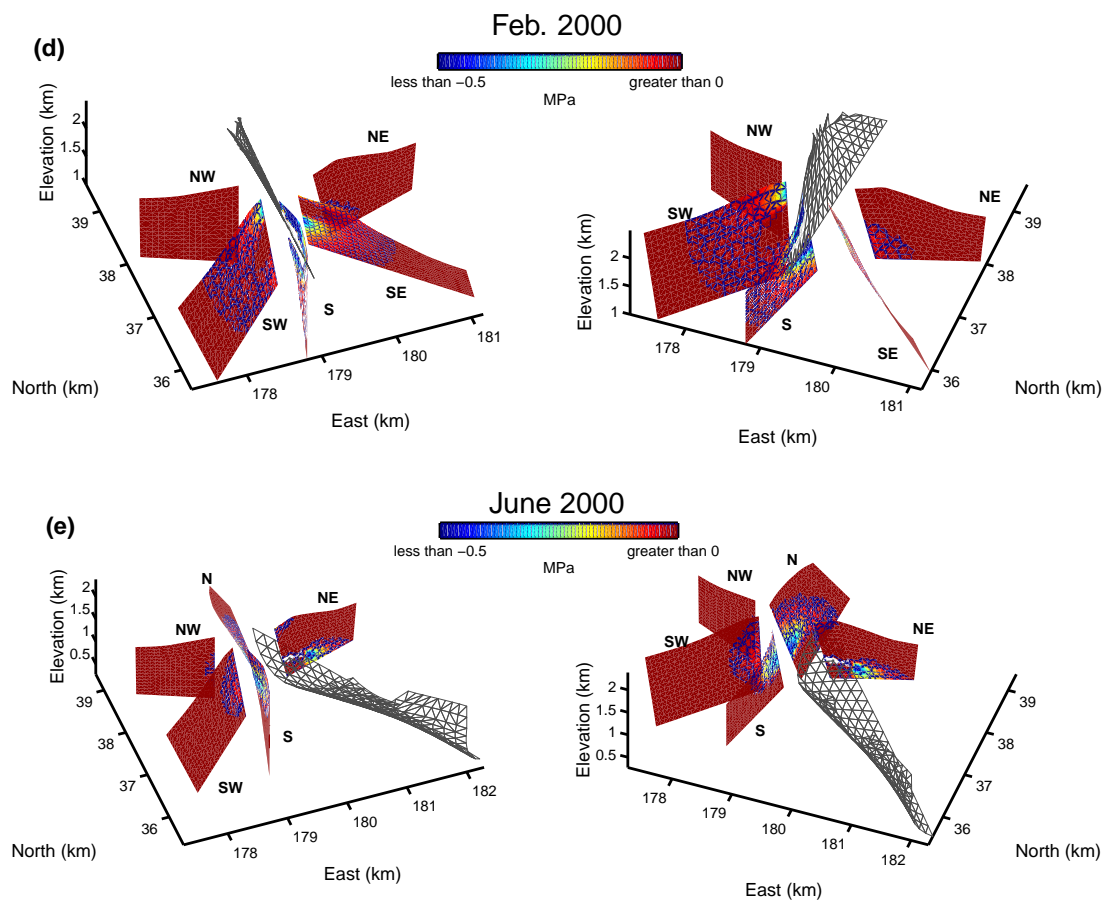 (d)
Feb. 2000
less than −0.5
greater than 0
MPa
Elevation (km)
2
1.5
1
39
38
37
36
North (km)
178
179
180
181
East (km)
NW
NE
SW
S
SE
NW
NE
SW
S
SE
Elevation (km)
2
1.5
1
178
179
180
181
East (km)
39
38
37
36
North (km)
(e)
June 2000
less than −0.5
greater than 0
MPa
Elevation (km)
2
1.5
1
0.5
39
38
37
36
North (km)
178
179
180
181
182
East (km)
N
NW
NE
SW
S
N
NW
NE
SW
S
Elevation (km)
2
1.5
1
0.5
178
179
180
181
182
East (km)
39
38
37
36
North (km)